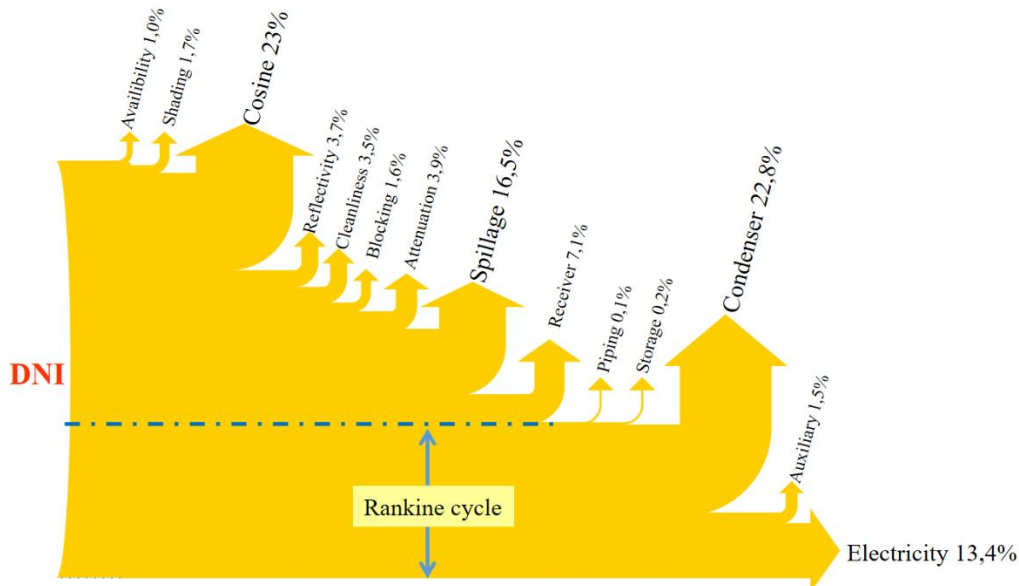 Availibility 1,0%
Shading 1,7%
Cosine 23%
Reflectivity 3,7%
Cleanliness 3,5%
Blocking 1,6%
Attenuation 3,9%
Spillage 16,5%
Receiver 7,1%
Piping 0,1%
Storage 0,2%
Condenser 22,8%
Auxiliary 1,5%
DNI
Rankine cycle
Electricity 13,4%